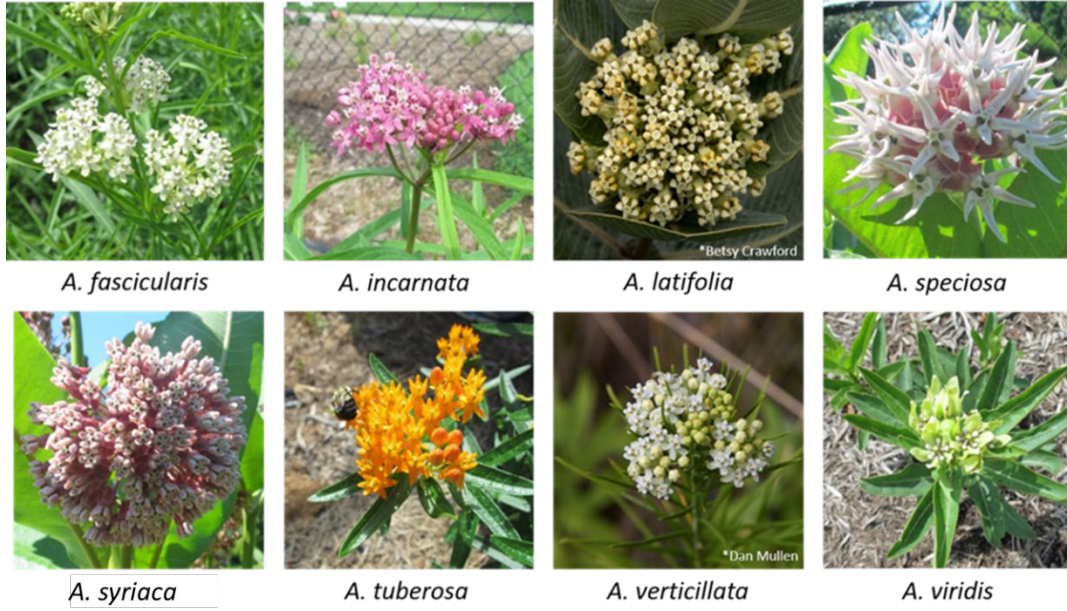 *Betsy Crawford
A. fascicularis
A. incarnata
A. latifolia
A. speciosa
*Dan Mullen
A. syriaca
A. tuberosa
A. verticillata
A. viridis